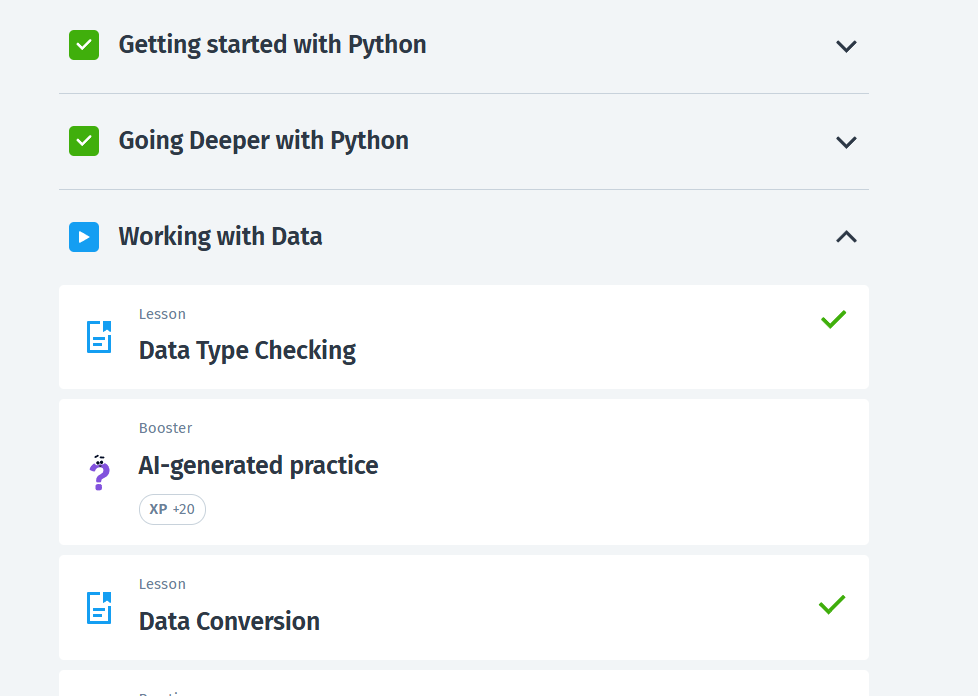 Getting started with Python
Going Deeper with Python
Working with Data
Lesson
Data Type Checking
Booster
AI-generated practice
XP +20
Lesson
Data Conversion